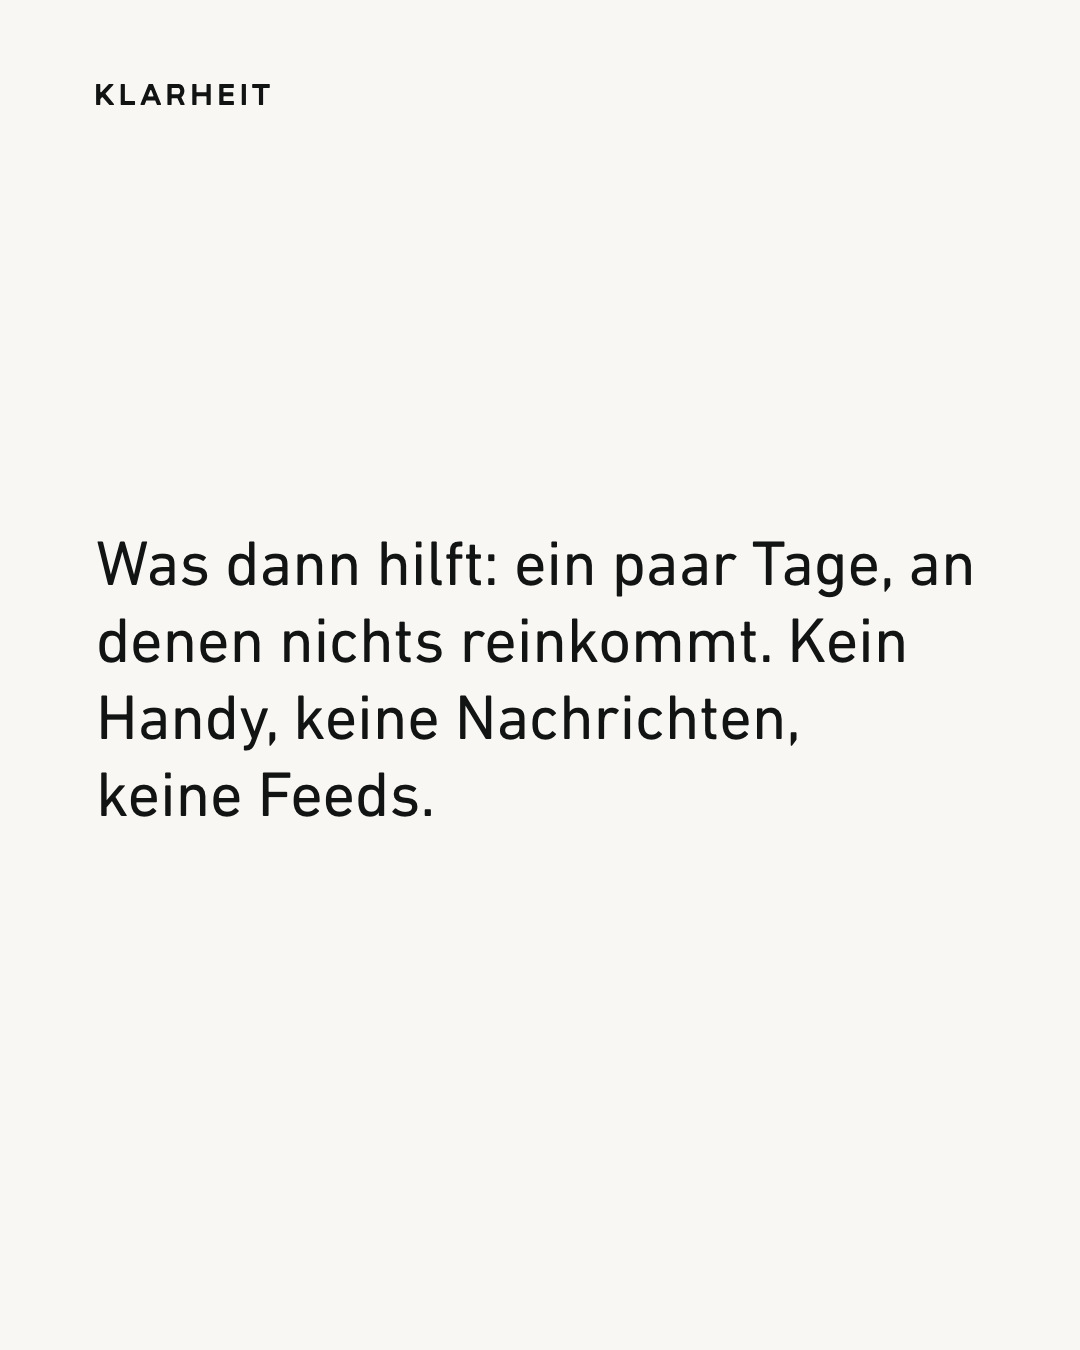 KLARHEIT
Was dann hilft: ein paar Tage, an
denen nichts reinkommt. Kein
Handy, keine Nachrichten,
keine Feeds.